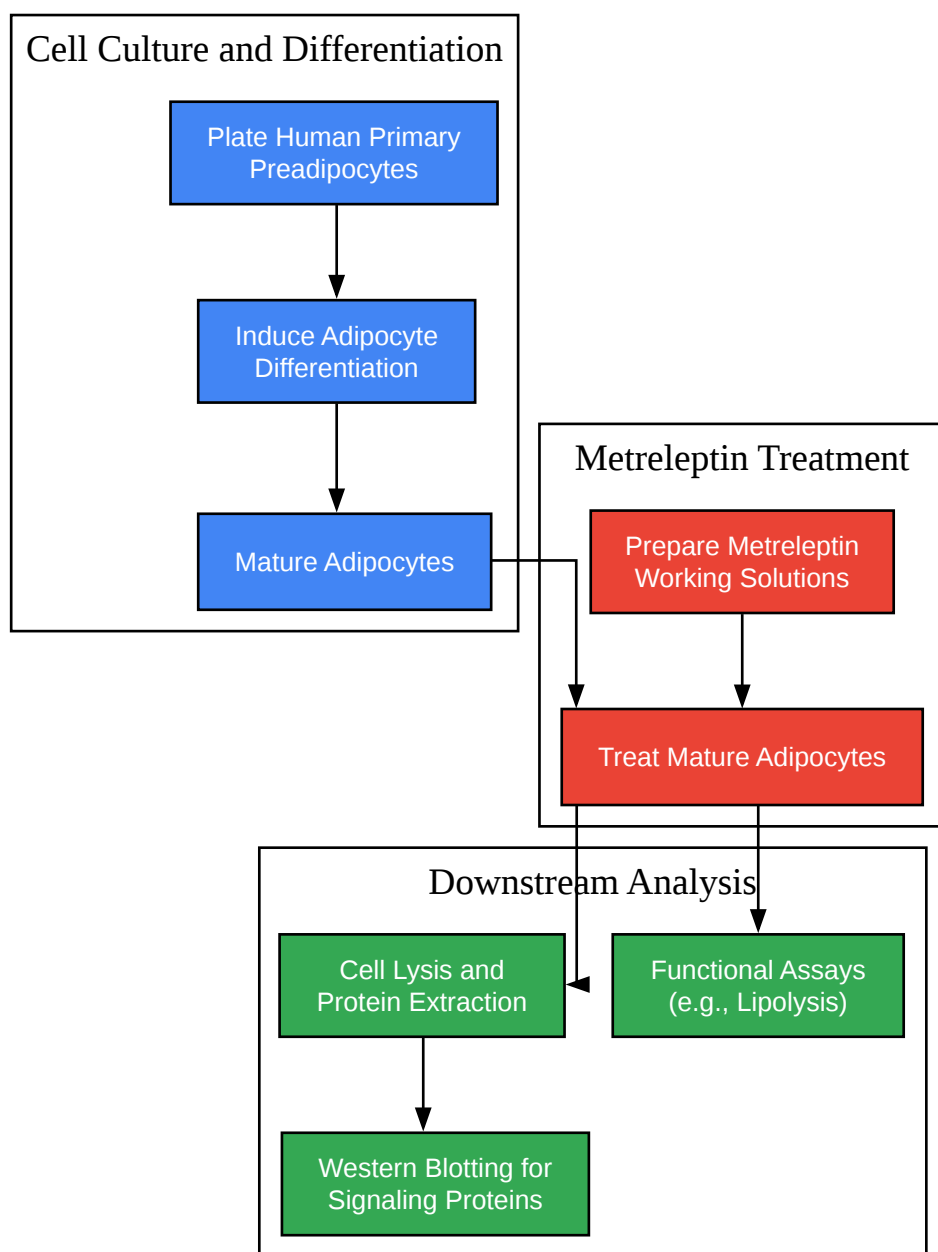 Cell Culture and Differentiation
Plate Human Primary
Preadipocytes
Induce Adipocyte
Differentiation
Mature Adipocytes
Metreleptin Treatment
Prepare Metreleptin
Working Solutions
Treat Mature Adipocytes
Downstream Analysis
Cell Lysis and
Protein Extraction
Functional Assays
(e.g., Lipolysis)
Western Blotting for
Signaling Proteins